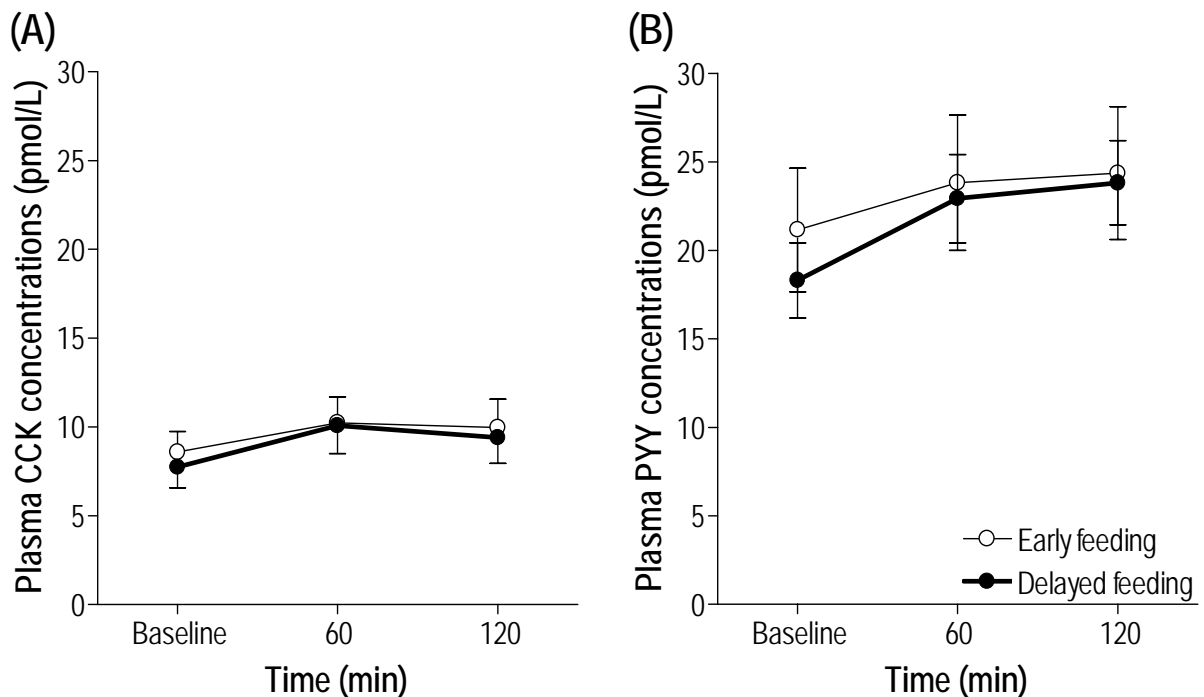 (A)
Plasma CCK concentrations (pmol/L)
30
25
20
15
10
5
0
Baseline 60 120
Time (min)
(B)
Plasma PYY concentrations (pmol/L)
30
25
20
15
10
5
0
Early feeding
Delayed feeding
Baseline 60 120
Time (min)